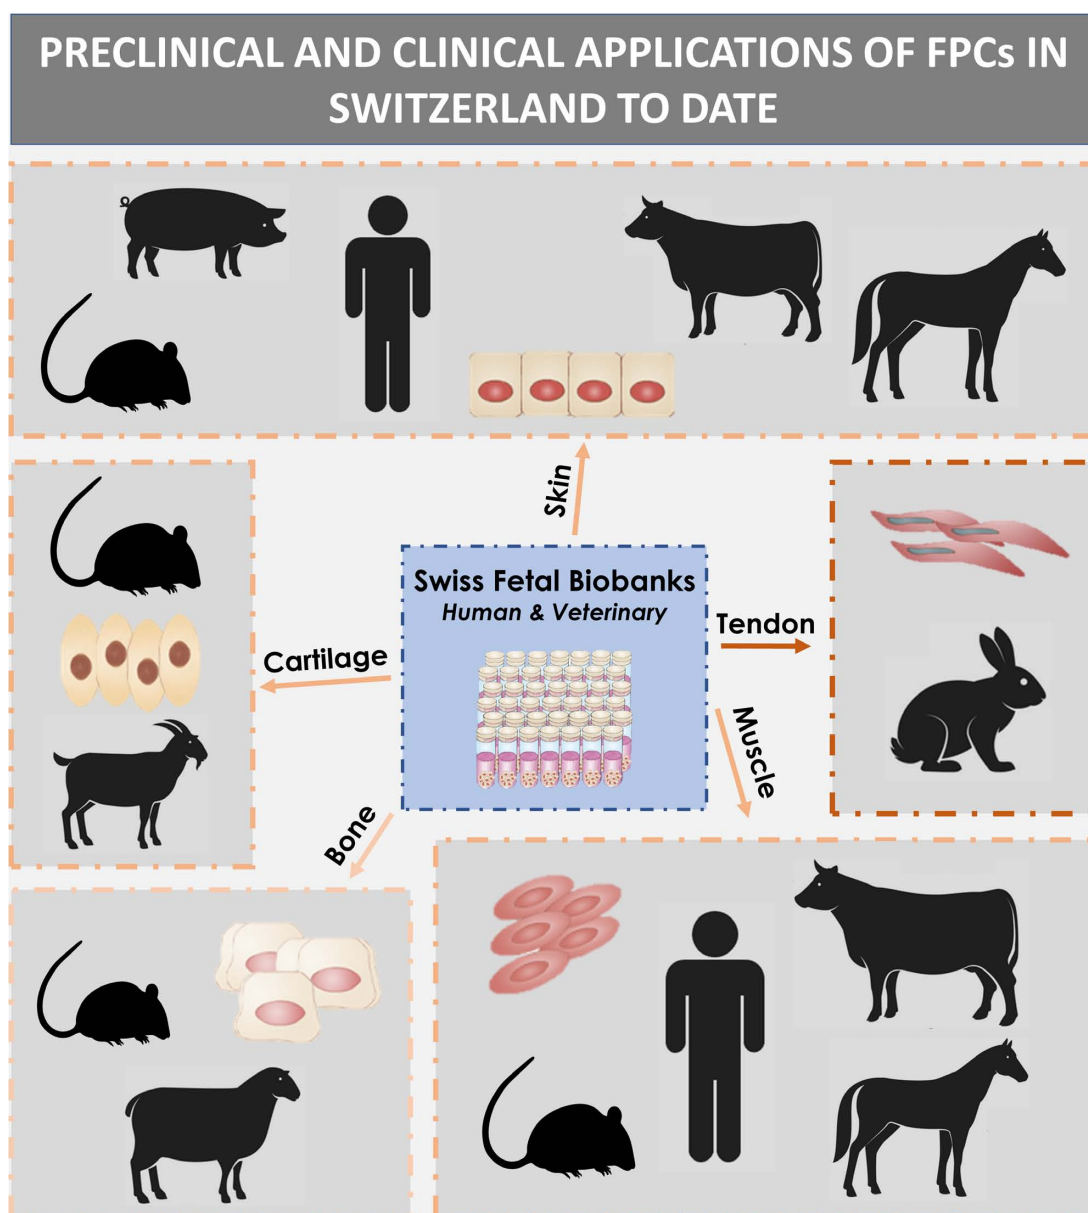 PRECLINICAL AND CLINICAL APPLICATIONS OF FPCs IN
SWITZERLAND TO DATE
Skin
Swiss Fetal Biobanks
Human & Veterinary
Tendon
Cartilage
Muscle
Bone